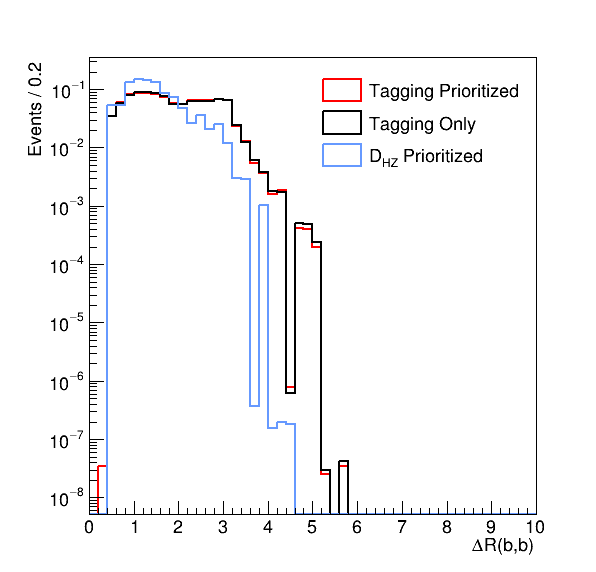 Events / 0.2
10⁻¹
10⁻²
10⁻³
10⁻⁴
10⁻⁵
10⁻⁶
10⁻⁷
10⁻⁸
Tagging Prioritized
Tagging Only
D_HZ Prioritized
0 1 2 3 4 5 6 7 8 9 10
ΔR(b,b)